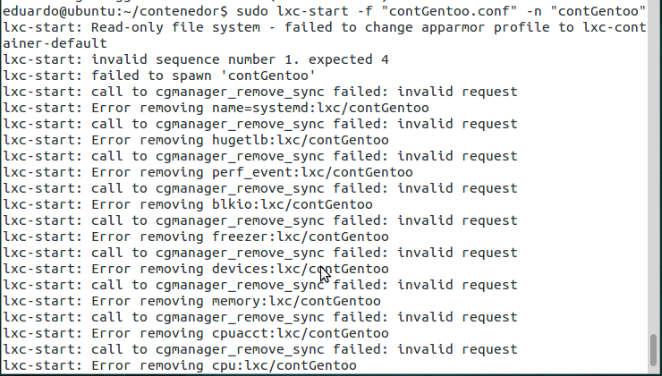 eduardo@ubuntu:~/contenedor$ sudo lxc-start -f "contGentoo.conf" -n "contGentoo"
lxc-start: Read-only file system - failed to change apparmor profile to lxc-cont
ainer-default
lxc-start: invalid sequence number 1. expected 4
lxc-start: failed to spawn 'contGentoo'
lxc-start: call to cgmanager_remove_sync failed: invalid request
lxc-start: Error removing name=systemd:lxc/contGentoo
lxc-start: call to cgmanager_remove_sync failed: invalid request
lxc-start: Error removing hugetlb:lxc/contGentoo
lxc-start: call to cgmanager_remove_sync failed: invalid request
lxc-start: Error removing perf_event:lxc/contGentoo
lxc-start: call to cgmanager_remove_sync failed: invalid request
lxc-start: Error removing blkio:lxc/contGentoo
lxc-start: call to cgmanager_remove_sync failed: invalid request
lxc-start: Error removing freezer:lxc/contGentoo
lxc-start: call to cgmanager_remove_sync failed: invalid request
lxc-start: Error removing devices:lxc/contGentoo
lxc-start: call to cgmanager_remove_sync failed: invalid request
lxc-start: Error removing memory:lxc/contGentoo
lxc-start: call to cgmanager_remove_sync failed: invalid request
lxc-start: Error removing cpuacct:lxc/contGentoo
lxc-start: call to cgmanager_remove_sync failed: invalid request
lxc-start: Error removing cpu:lxc/contGentoo